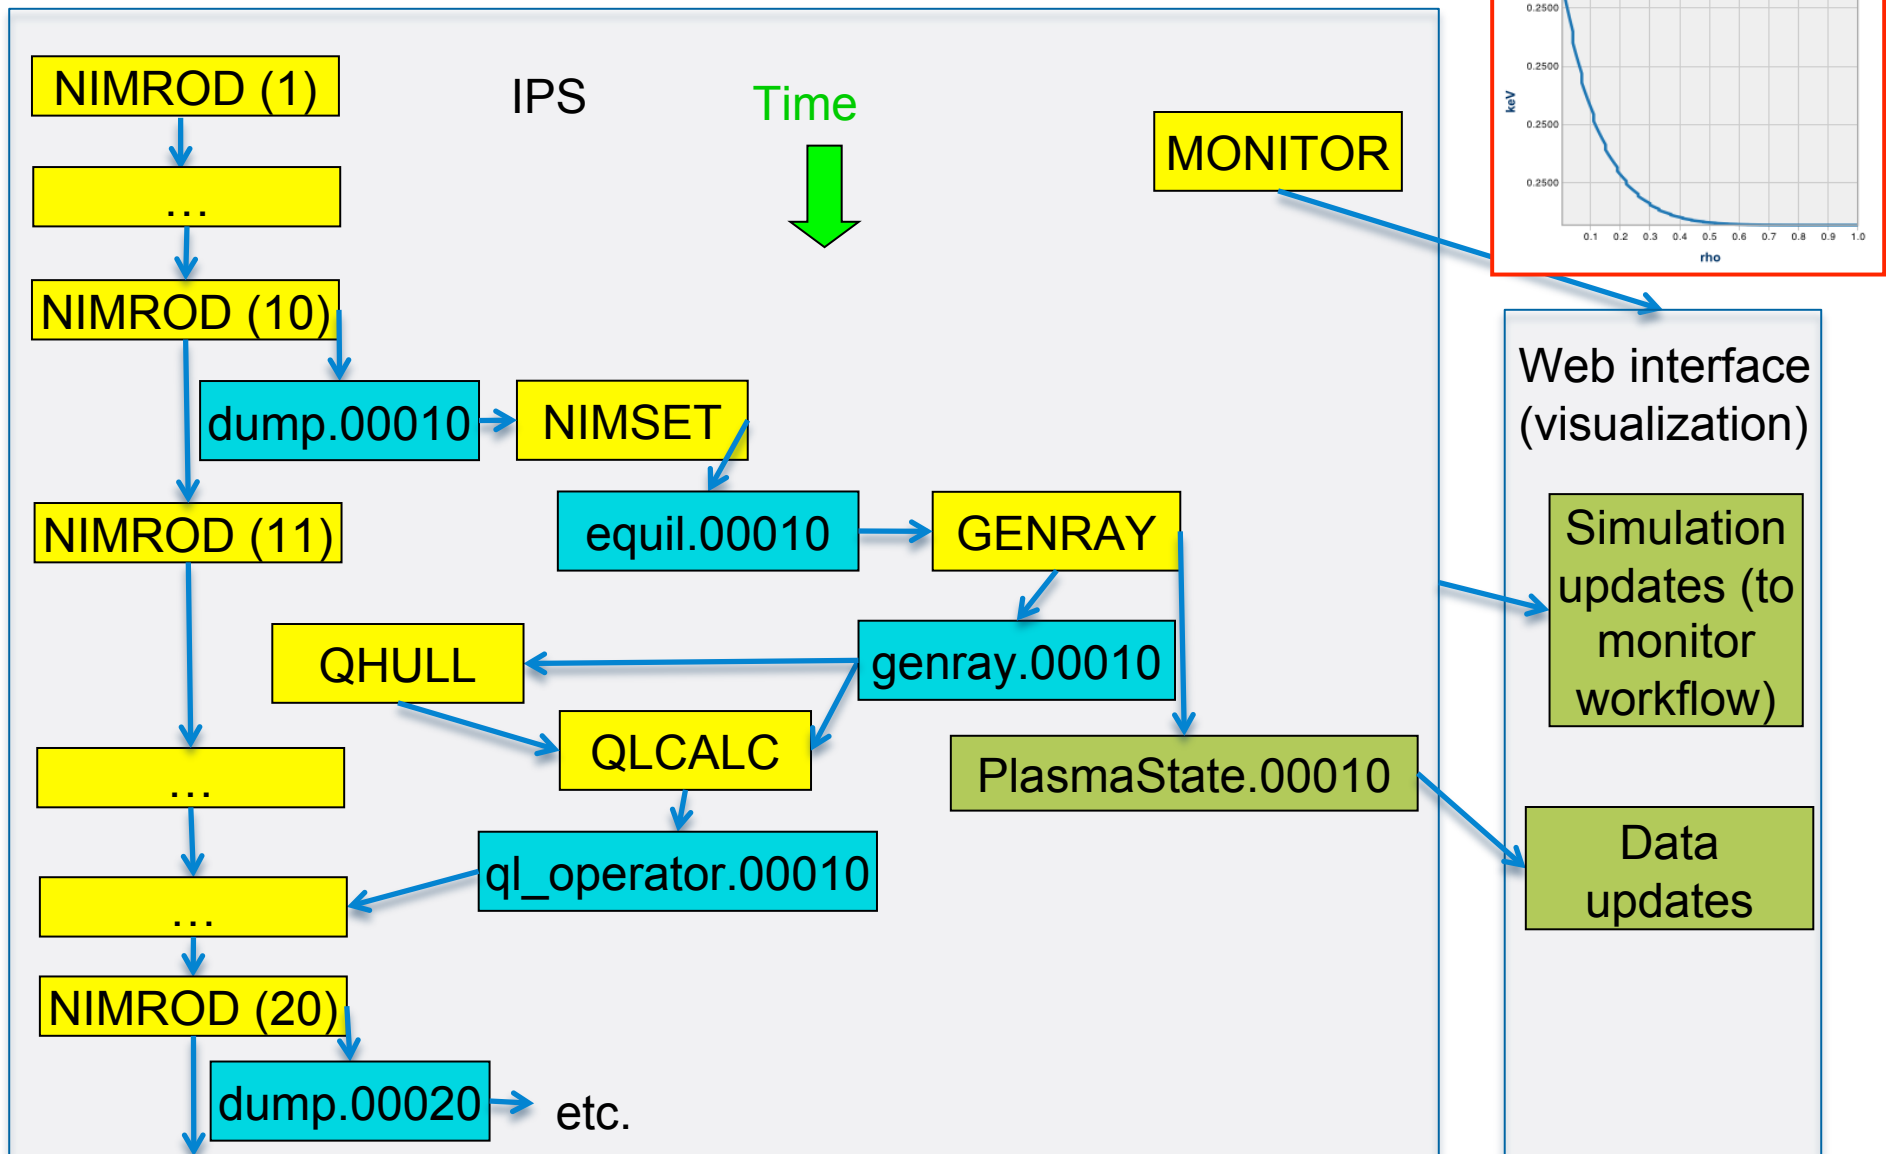 NIMROD (1)
IPS
Time
MONITOR
…
NIMROD (10)
dump.00010
NIMSET
NIMROD (11)
equil.00010
GENRAY
QHULL
genray.00010
QLCALC
PlasmaState.00010
…
ql_operator.00010
…
NIMROD (20)
dump.00020
etc.
0.2500
0.2500
0.2500
0.2500
keV
0.1 0.2 0.3 0.4 0.5 0.6 0.7 0.8 0.9 1.0
rho
Web interface
(visualization)
Simulation
updates (to
monitor
workflow)
Data
updates